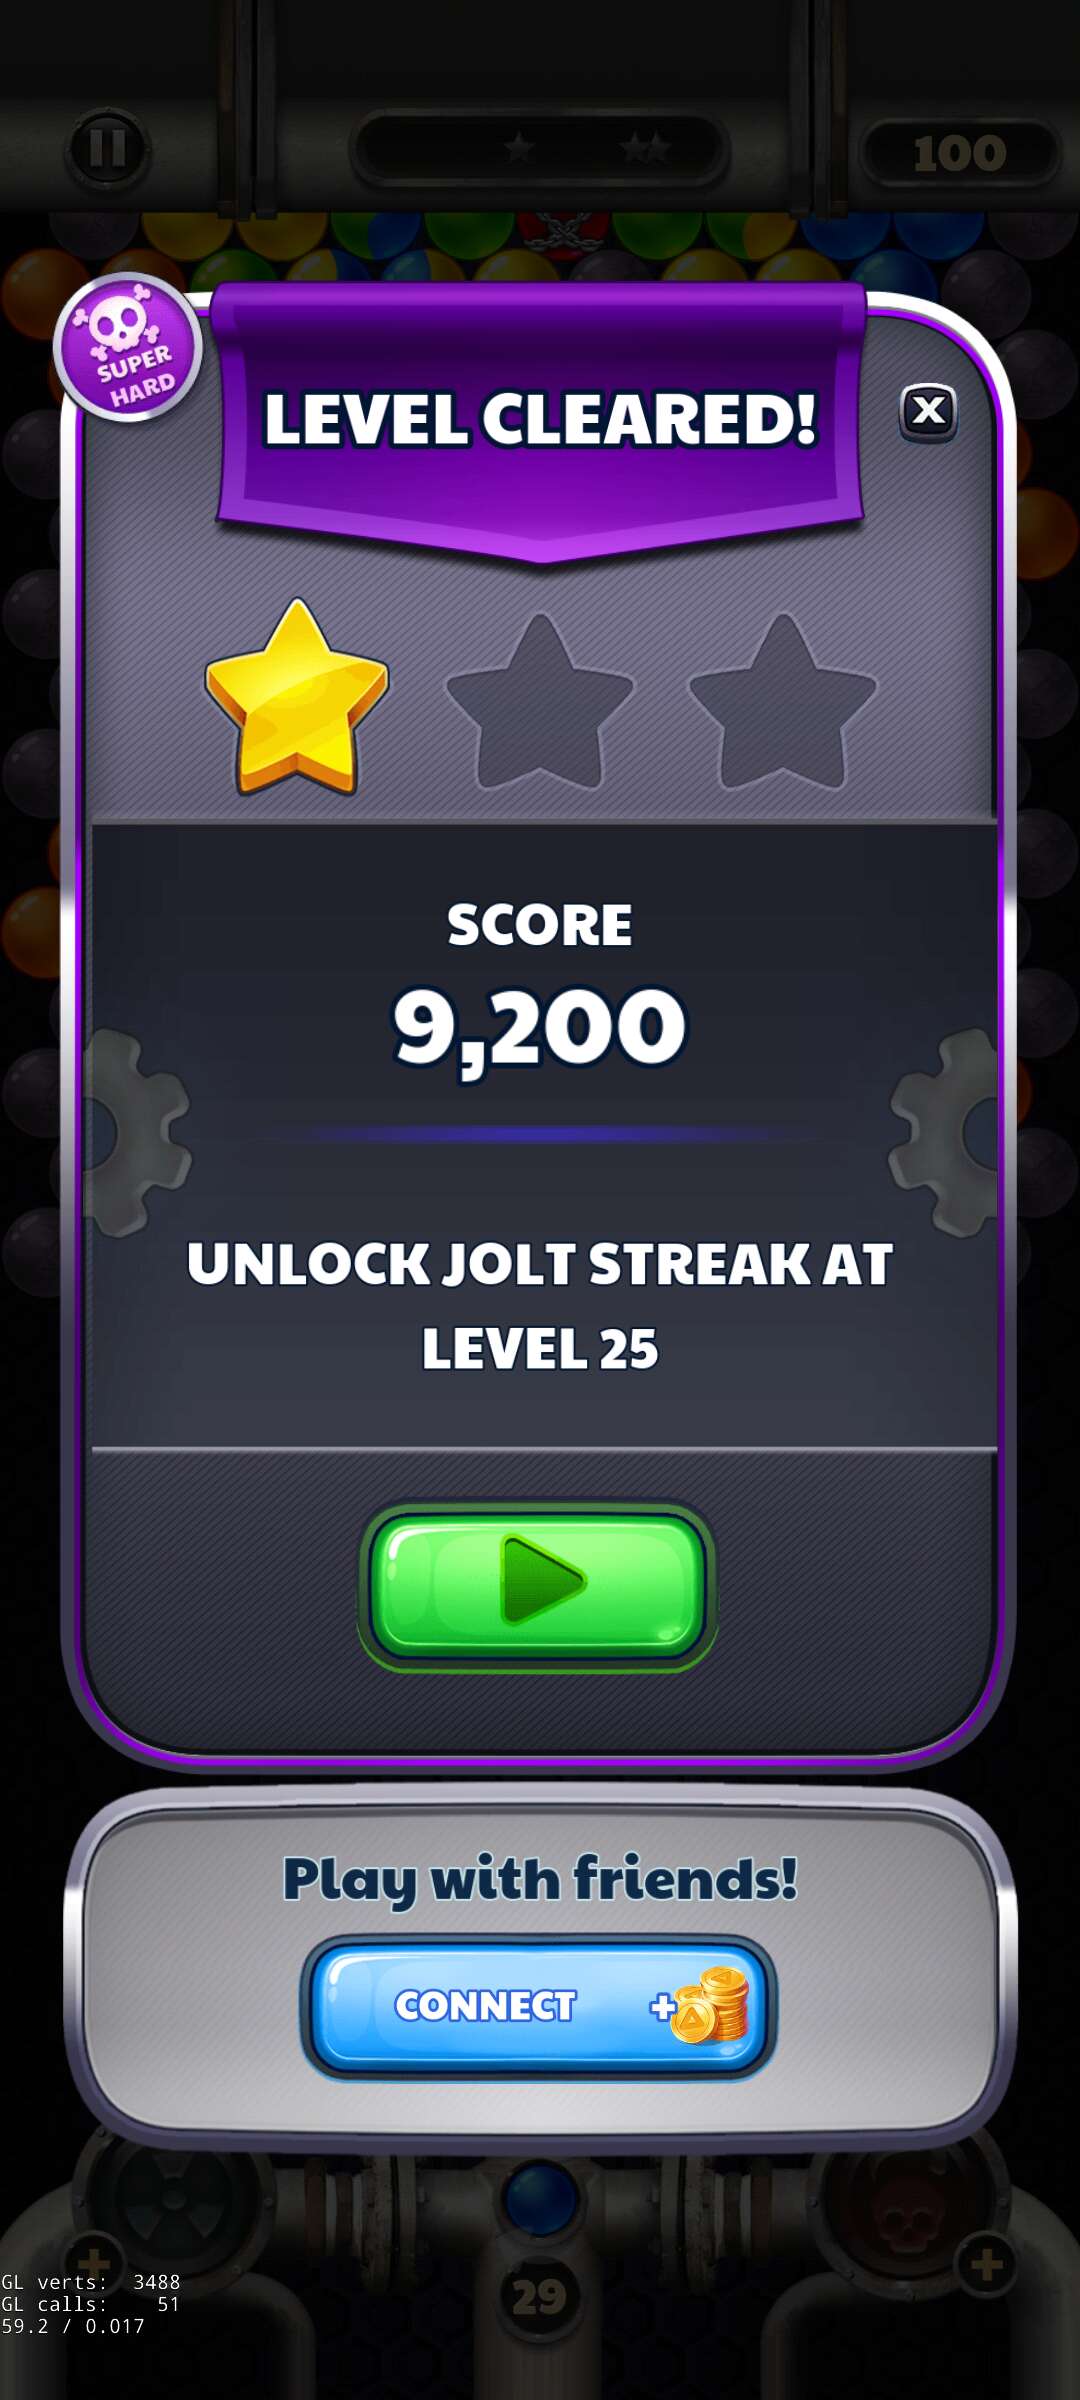 100
SUPER
HARD
LEVEL CLEARED!
X
SCORE
9,200
UNLOCK JOLT STREAK AT
LEVEL 25
Play with friends!
CONNECT +
29
GL verts: 3488
GL calls: 51
59.2 / 0.017